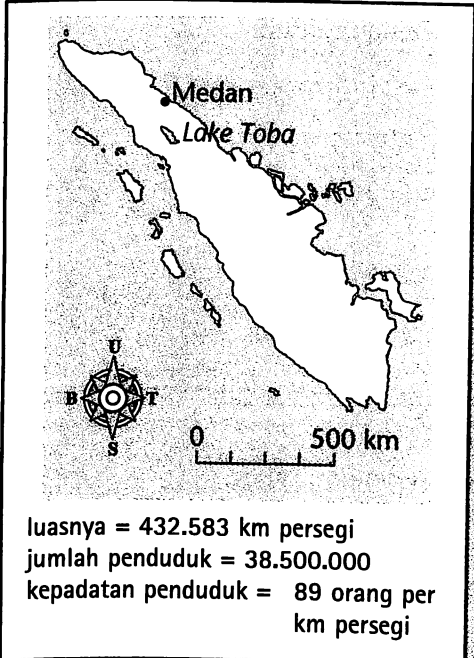 Medan
Lake Toba
U
B T
S
0 500 km
luasnya = 432.583 km persegi
jumlah penduduk = 38.500.000
kepadatan penduduk = 89 orang per
km persegi